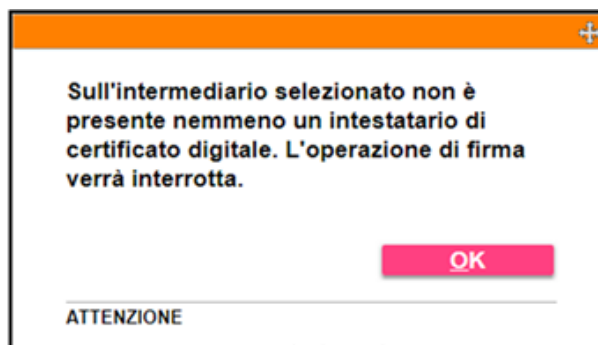 Sull'intermediario selezionato non è
presente nemmeno un intestatario di
certificato digitale. L'operazione di firma
verrà interrotta.
OK
ATTENZIONE